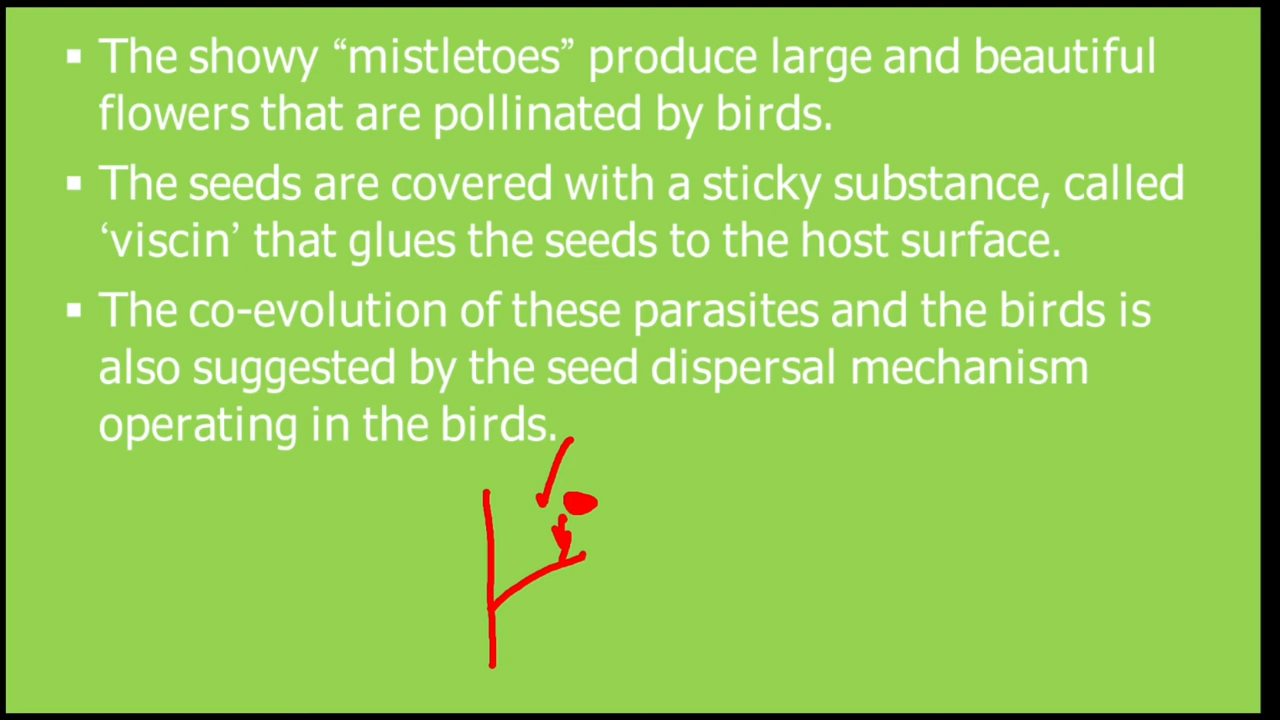 ▪ The showy “mistletoes” produce large and beautiful
flowers that are pollinated by birds.
▪ The seeds are covered with a sticky substance, called
‘viscin’ that glues the seeds to the host surface.
▪ The co-evolution of these parasites and the birds is
also suggested by the seed dispersal mechanism
operating in the birds.